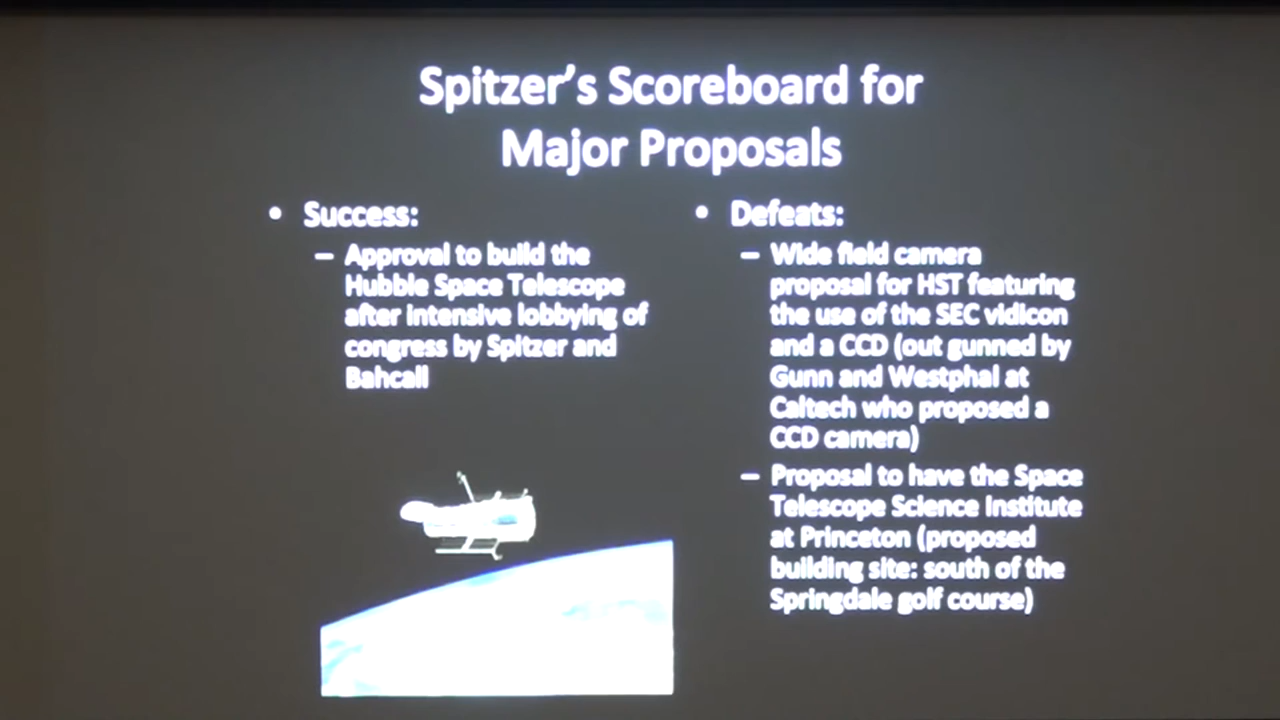 Spitzer's Scoreboard for
Major Proposals
• Success:
– Approval to build the
Hubble Space Telescope
after intensive lobbying of
congress by Spitzer and
Bahcall
• Defeats:
– Wide field camera
proposal for HST featuring
the use of the SEC vidicon
and a CCD (out gunned by
Gunn and Westphal at
Caltech who proposed a
CCD camera)
– Proposal to have the Space
Telescope Science Institute
at Princeton (proposed
building site: south of the
Springdale golf course)